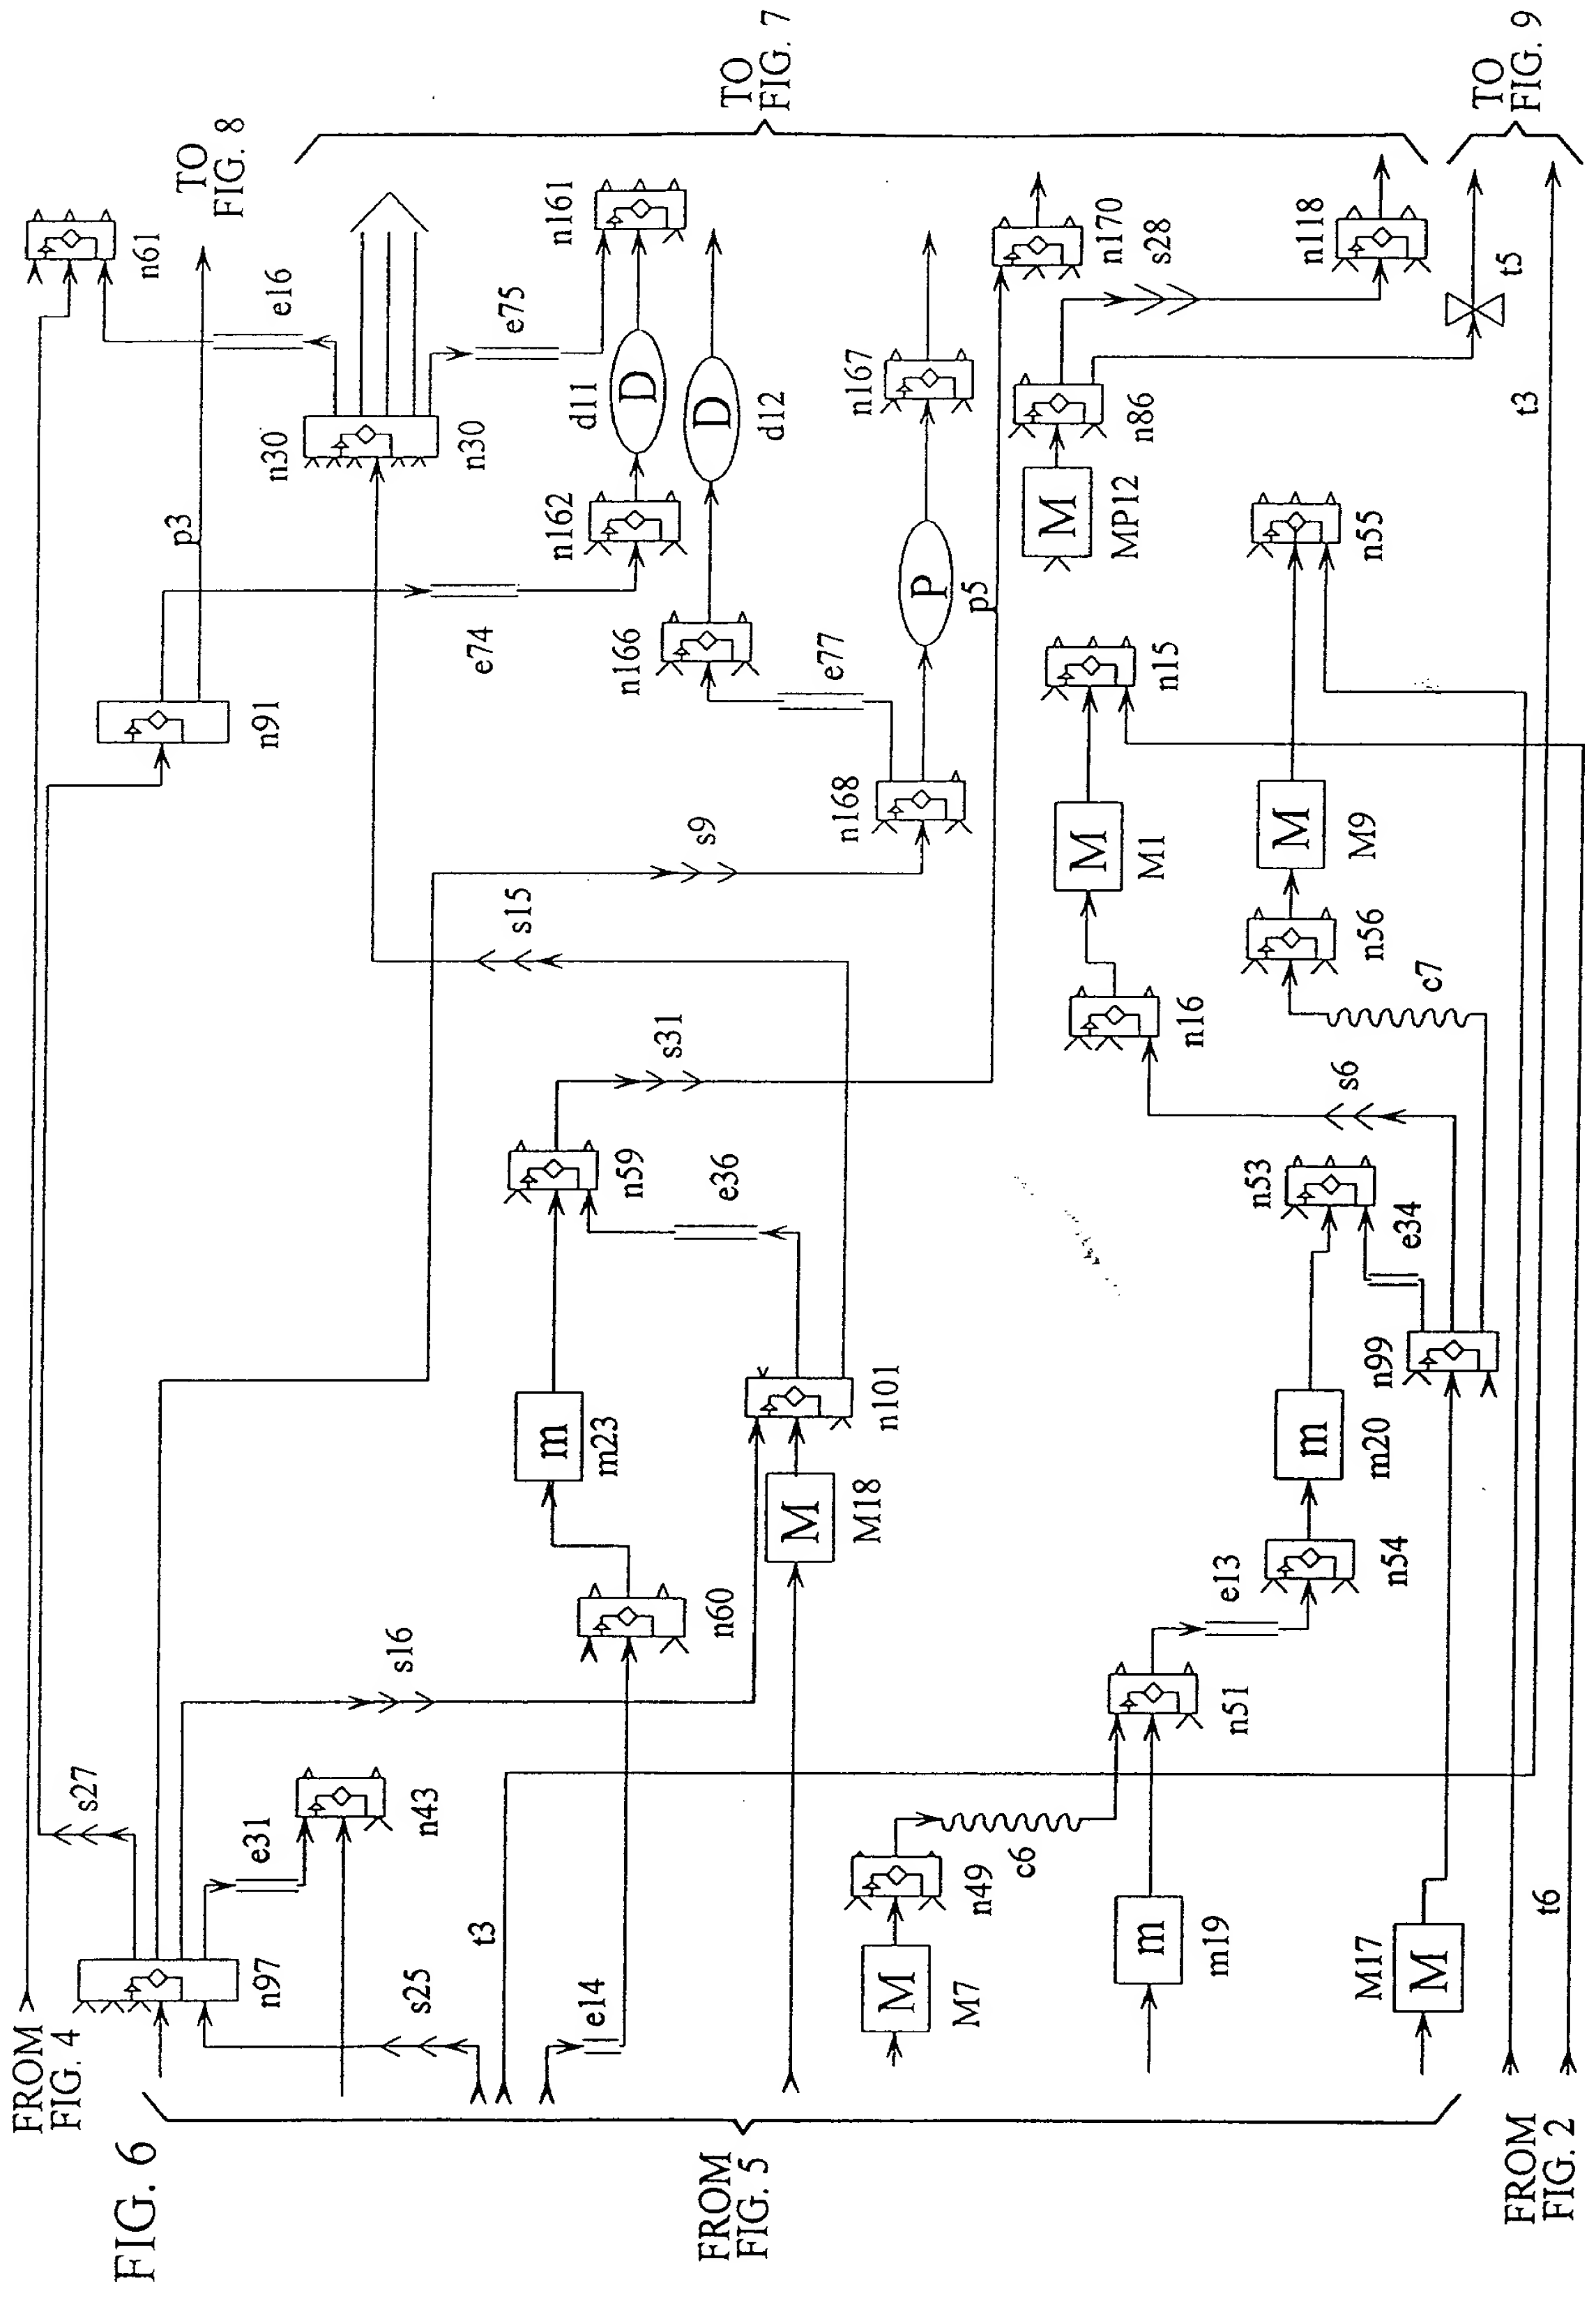 FIG. 6
FROM
FIG. 4
FROM
FIG. 5
FROM
FIG. 2
TO
FIG. 8
TO
FIG. 7
TO
FIG. 9
n97
s27
s25
e31
n43
s16
t3
e14
n60
m
m23
M
M18
n101
e36
n59
s31
s15
s9
n91
p3
e74
n162
D
d11
n161
e75
n30
n30
e16
n61
n166
D
d12
e77
n168
P
n167
p5
n170
s28
n118
M
MP12
n86
t5
t3
M
M7
n49
c6
m
m19
n51
e13
n54
m
m20
n53
e34
M17
M
n99
s6
c7
n16
M
M1
n15
n56
M
M9
n55
t6